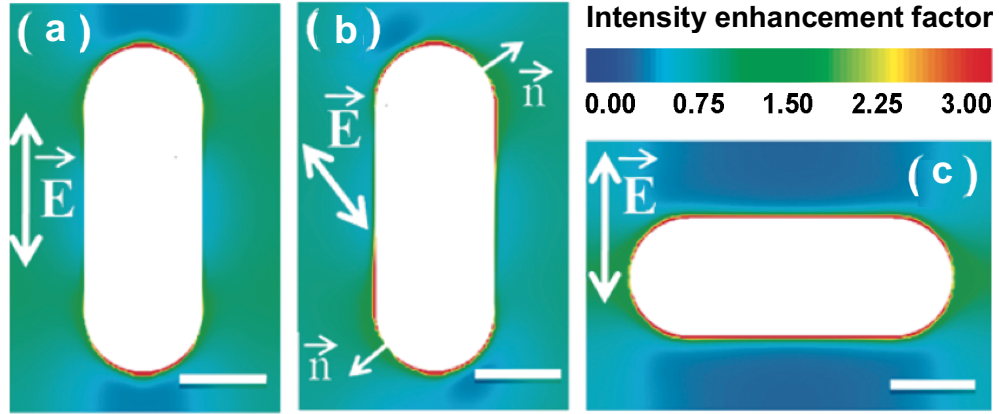 (a)
E
(b)
n
E
n
Intensity enhancement factor
0.00 0.75 1.50 2.25 3.00
E
(c)